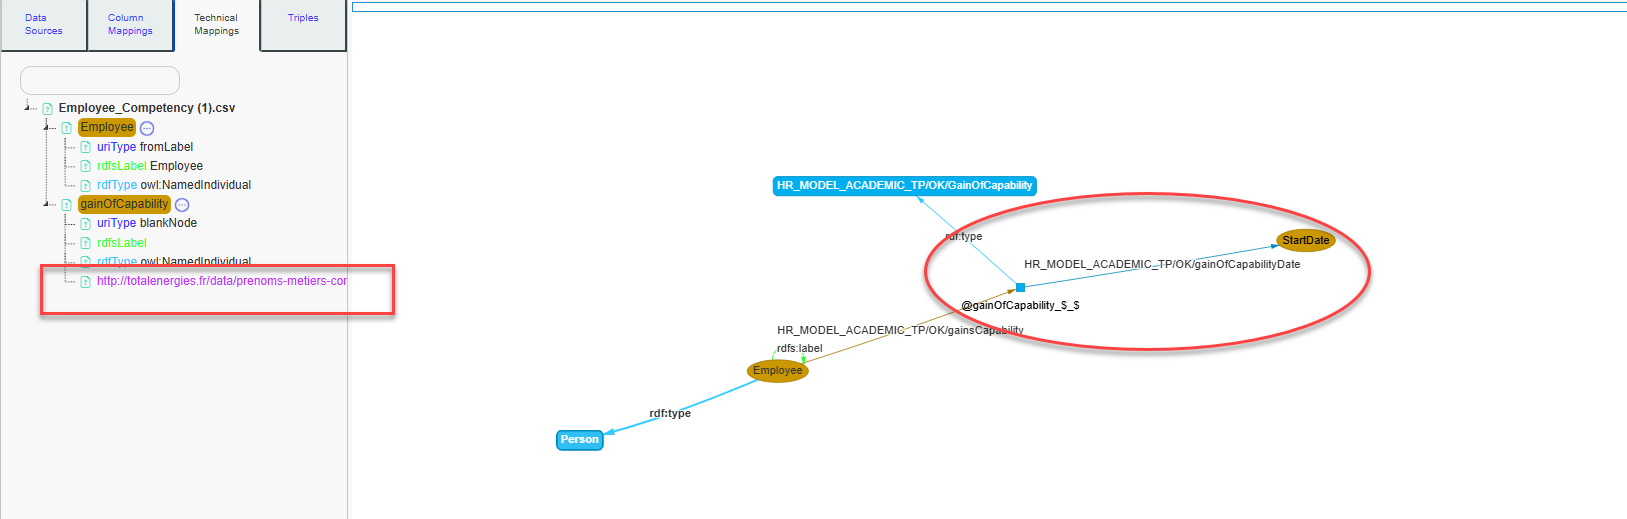 Data
Sources
Column
Mappings
Technical
Mappings
Triples
Employee_Competency (1).csv
Employee
uriType fromLabel
rdfsLabel Employee
rdfType owl:NamedIndividual
gainOfCapability
uriType blankNode
rdfsLabel
rdfType owl:NamedIndividual
http://totalenergies.fr/data/prenoms-metiers-cor
HR_MODEL_ACADEMIC_TP/OK/GainOfCapability
rdf:type
StartDate
HR_MODEL_ACADEMIC_TP/OK/gainOfCapabilityDate
@gainOfCapability_$_$
HR_MODEL_ACADEMIC_TP/OK/gainsCapability
rdfs:label
Employee
rdf:type
Person